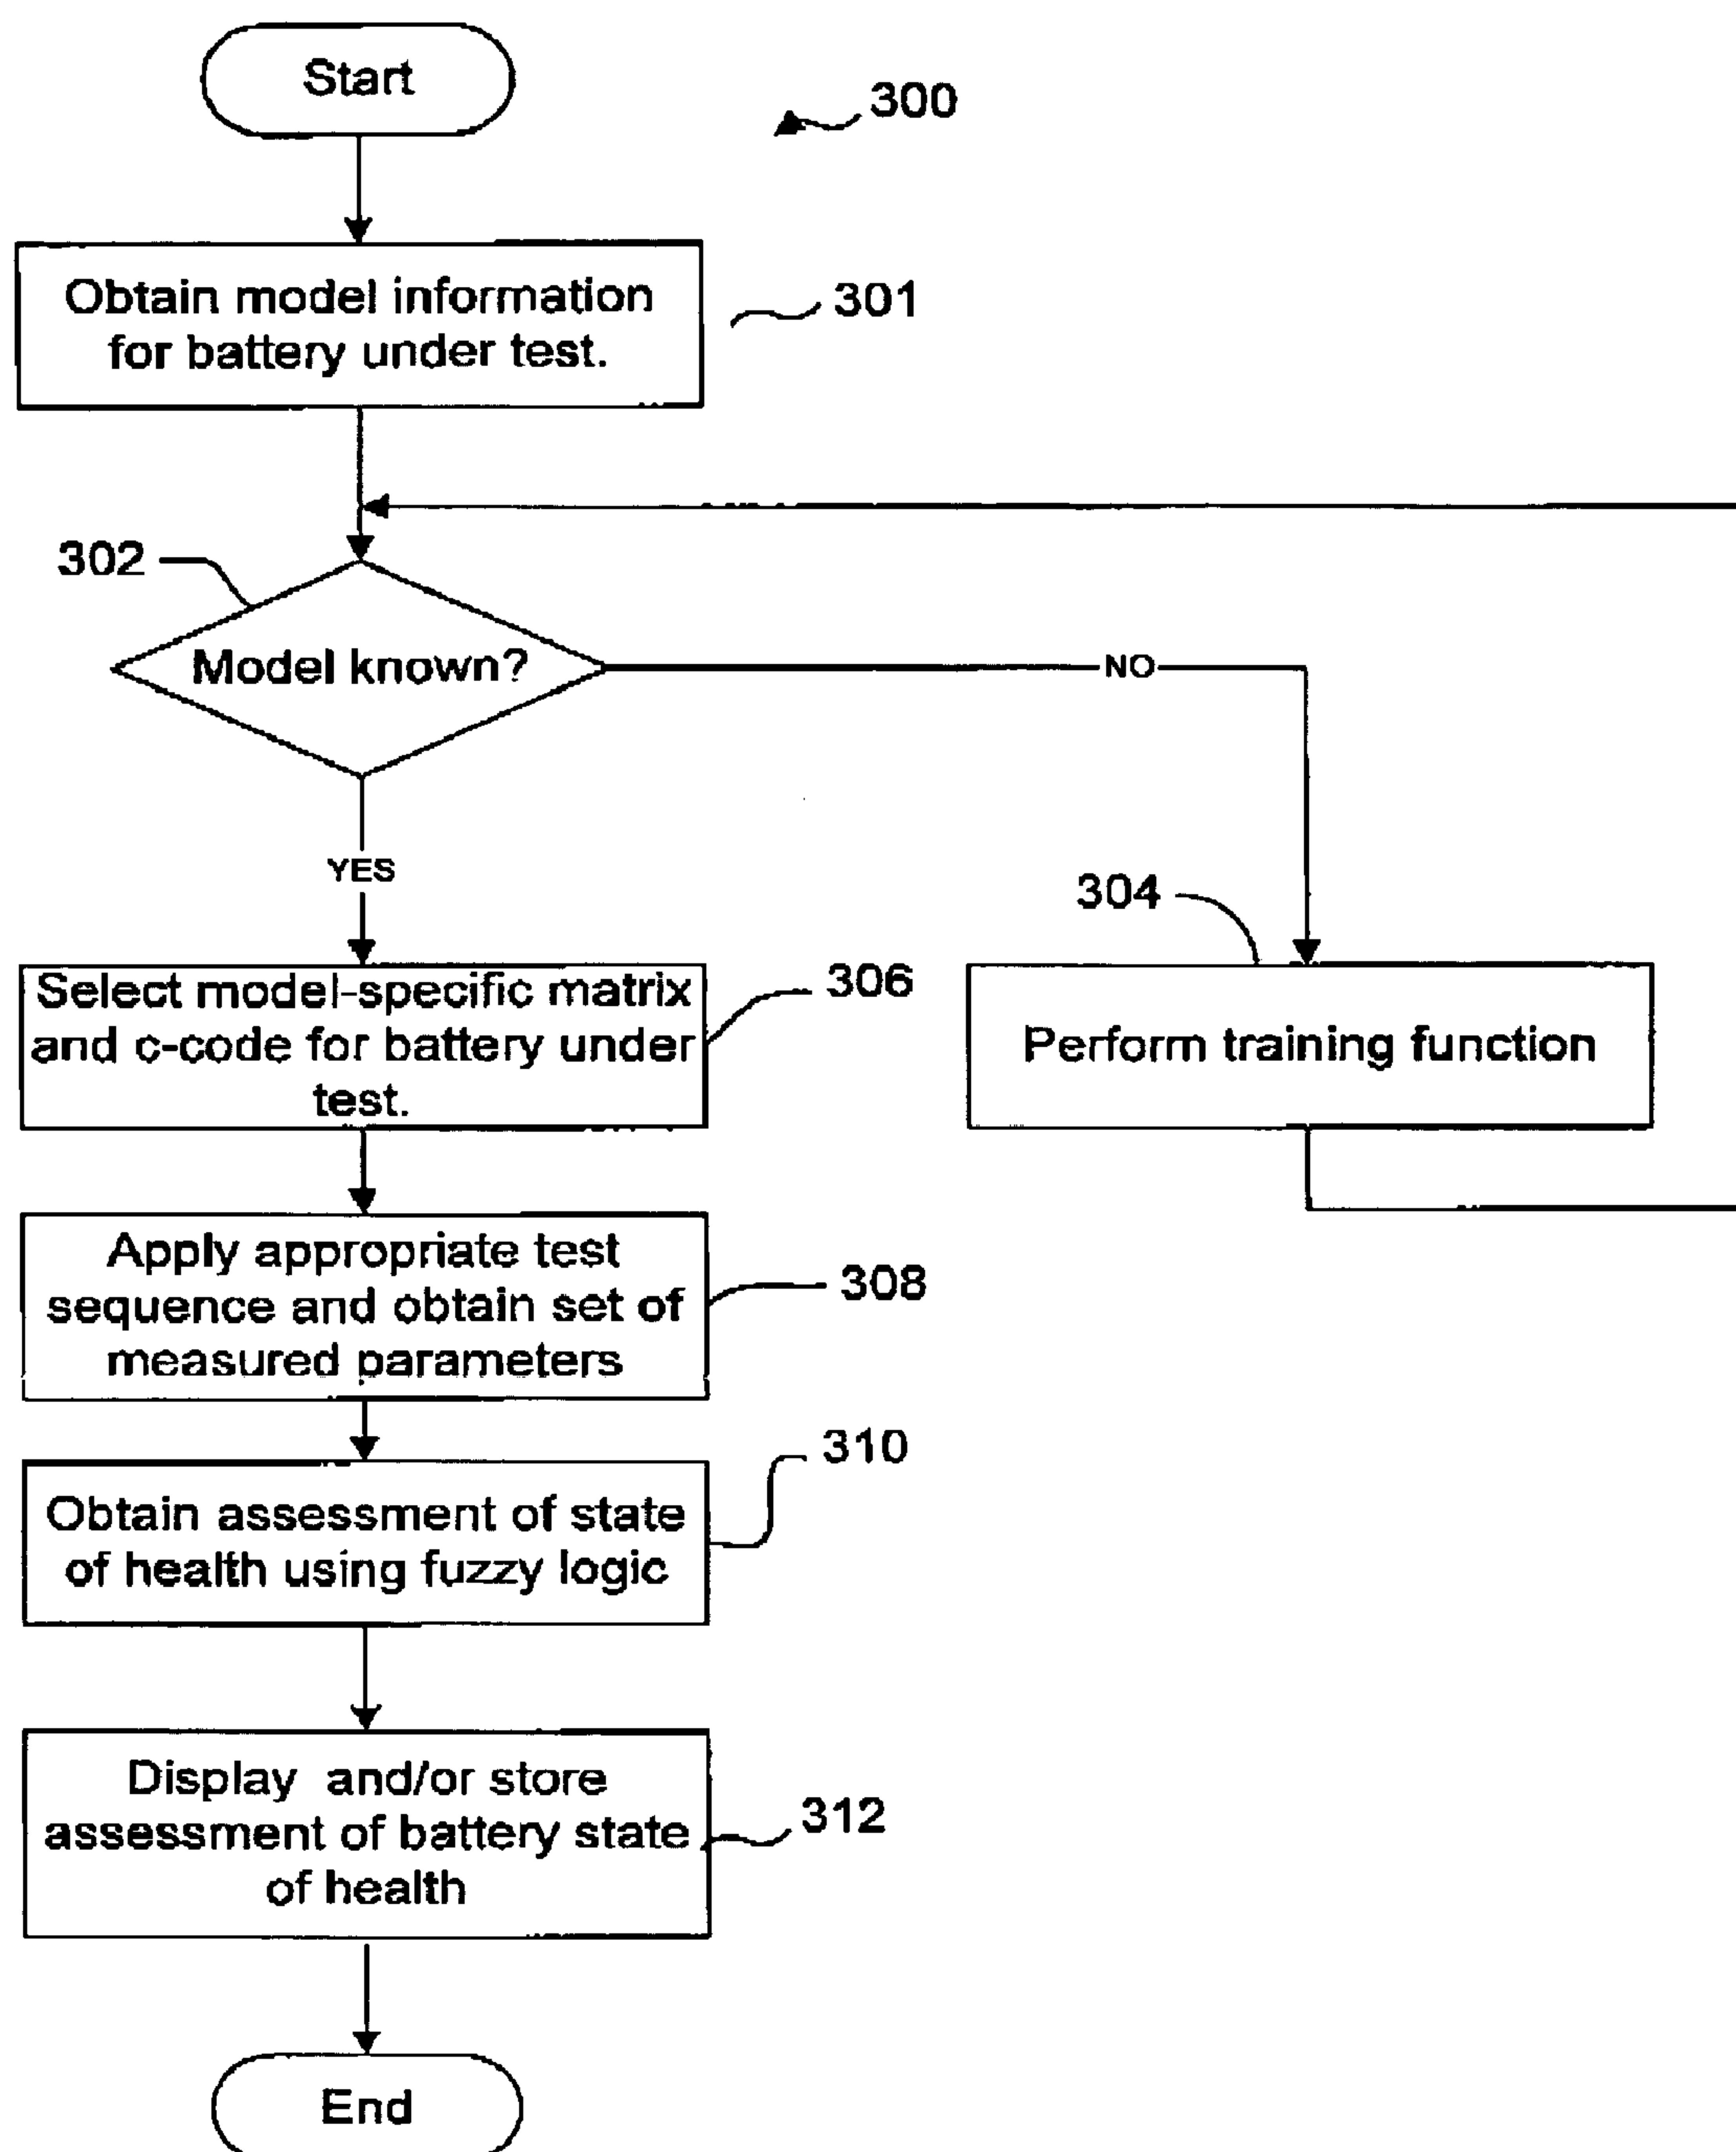 Start
300
Obtain model information
for battery under test.
301
302
Model known?
NO
YES
304
Select model-specific matrix
and c-code for battery under
test.
306
Perform training function
Apply appropriate test
sequence and obtain set of
measured parameters
308
310
Obtain assessment of state
of health using fuzzy logic
Display and/or store
assessment of battery state
of health
312
End